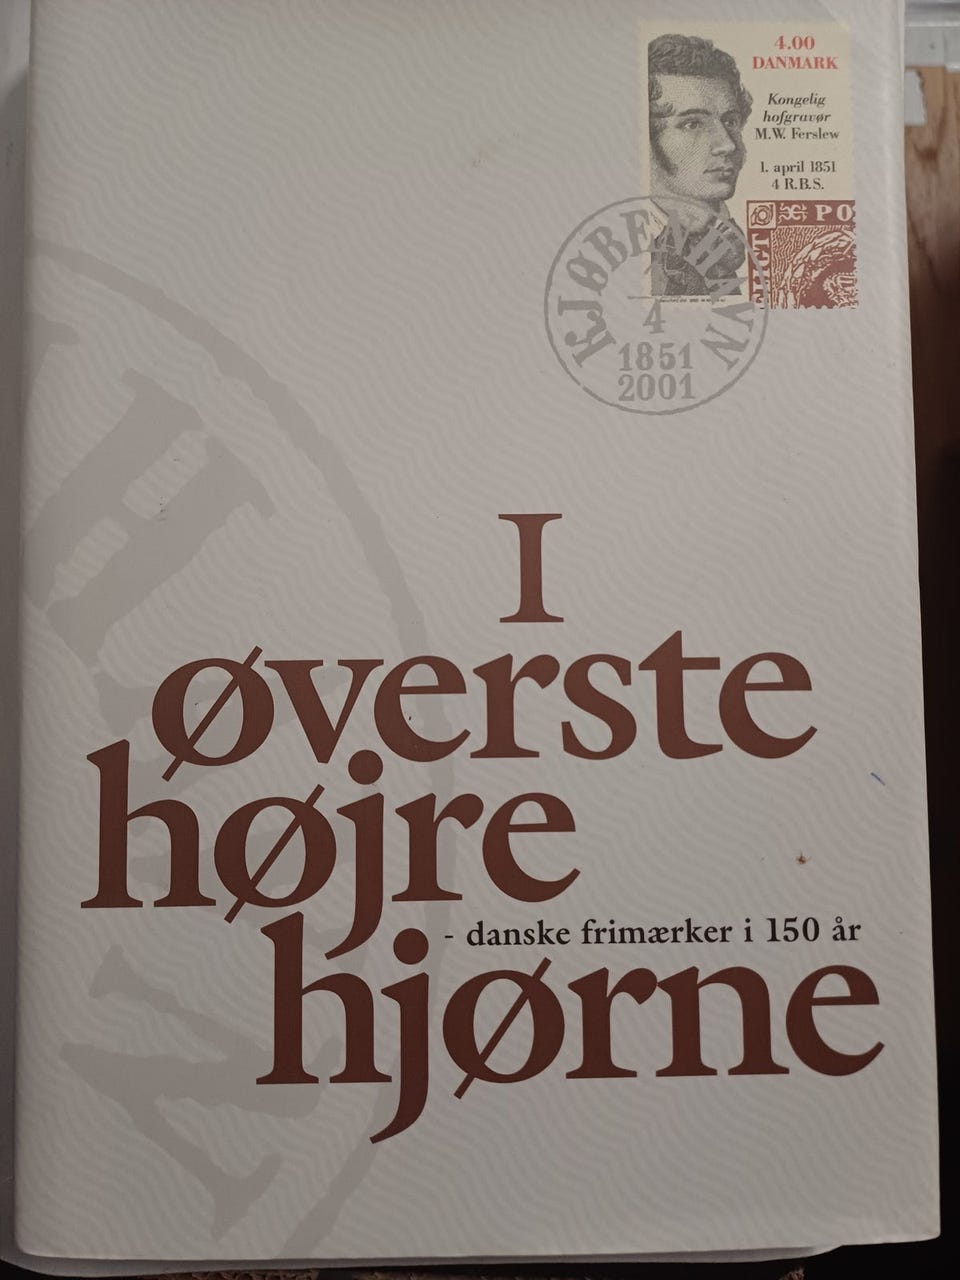 4.00
DANMARK
Kongelig
hofgravør
M.W. Ferslew
1. april 1851
4 R.B.S.
PO
KJØBENHAVN
4
1851
2001
I
øverste
højre
- danske frimærker i 150 år
hjørne